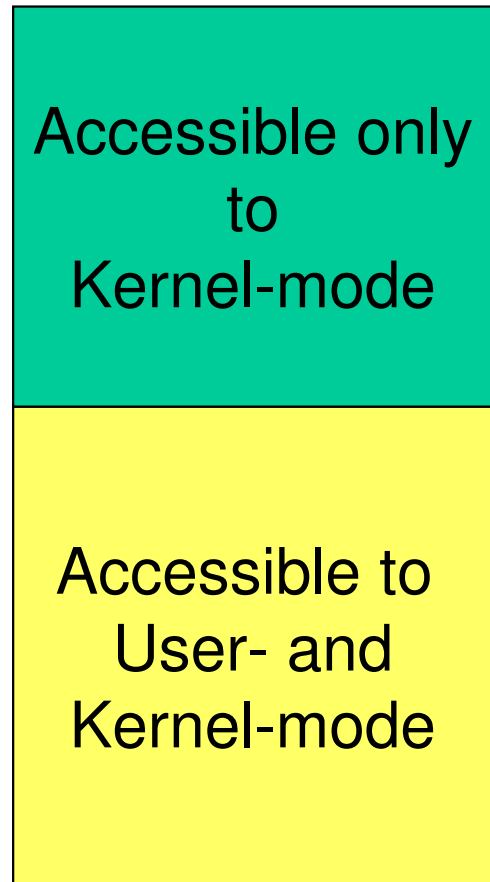 Accessible only
to
Kernel-mode
Accessible to
User- and
Kernel-mode